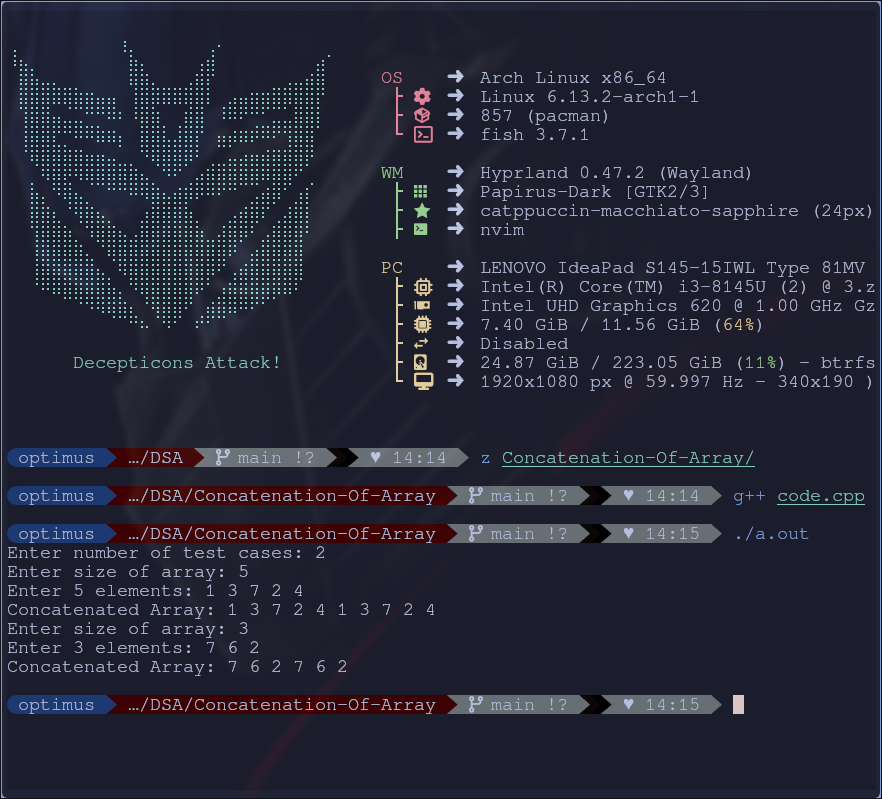 OS ➜ Arch Linux x86_64
➜ Linux 6.13.2-arch1-1
➜ 857 (pacman)
➜ fish 3.7.1
WM ➜ Hyprland 0.47.2 (Wayland)
➜ Papirus-Dark [GTK2/3]
➜ catppuccin-macchiato-sapphire (24px)
➜ nvim
PC ➜ LENOVO IdeaPad S145-15IWL Type 81MV
➜ Intel(R) Core(TM) i3-8145U (2) @ 3.z
➜ Intel UHD Graphics 620 @ 1.00 GHz Gz
➜ 7.40 GiB / 11.56 GiB (64%)
➜ Disabled
Decepticons Attack! ➜ 24.87 GiB / 223.05 GiB (11%) - btrfs
➜ 1920x1080 px @ 59.997 Hz - 340x190 )
optimus …/DSA main !? ♥ 14:14 z Concatenation-Of-Array/
optimus …/DSA/Concatenation-Of-Array main !? ♥ 14:14 g++ code.cpp
optimus …/DSA/Concatenation-Of-Array main !? ♥ 14:15 ./a.out
Enter number of test cases: 2
Enter size of array: 5
Enter 5 elements: 1 3 7 2 4
Concatenated Array: 1 3 7 2 4 1 3 7 2 4
Enter size of array: 3
Enter 3 elements: 7 6 2
Concatenated Array: 7 6 2 7 6 2
optimus …/DSA/Concatenation-Of-Array main !? ♥ 14:15